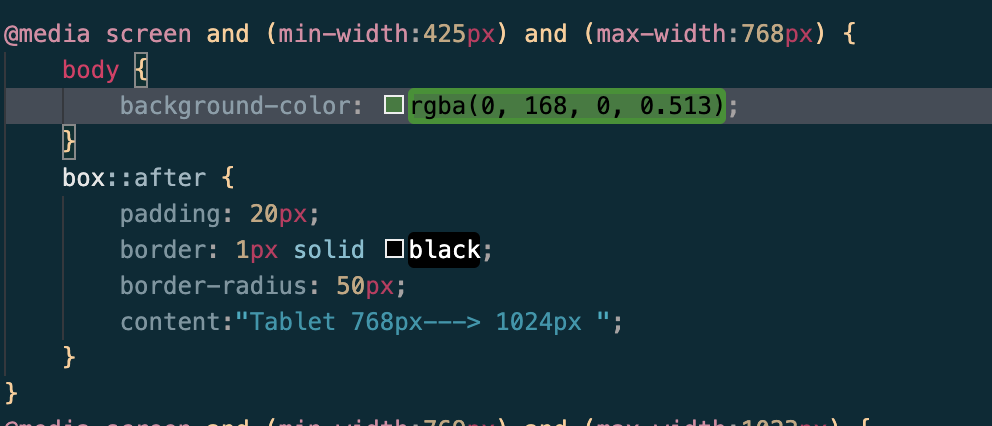 @media screen and (min-width:425px) and (max-width:768px) {
body {
background-color: rgba(0, 168, 0, 0.513);
}
box::after {
padding: 20px;
border: 1px solid black;
border-radius: 50px;
content:"Tablet 768px---> 1024px ";
}
}
@media screen and (min-width:769px) and (max-width:1023px) {